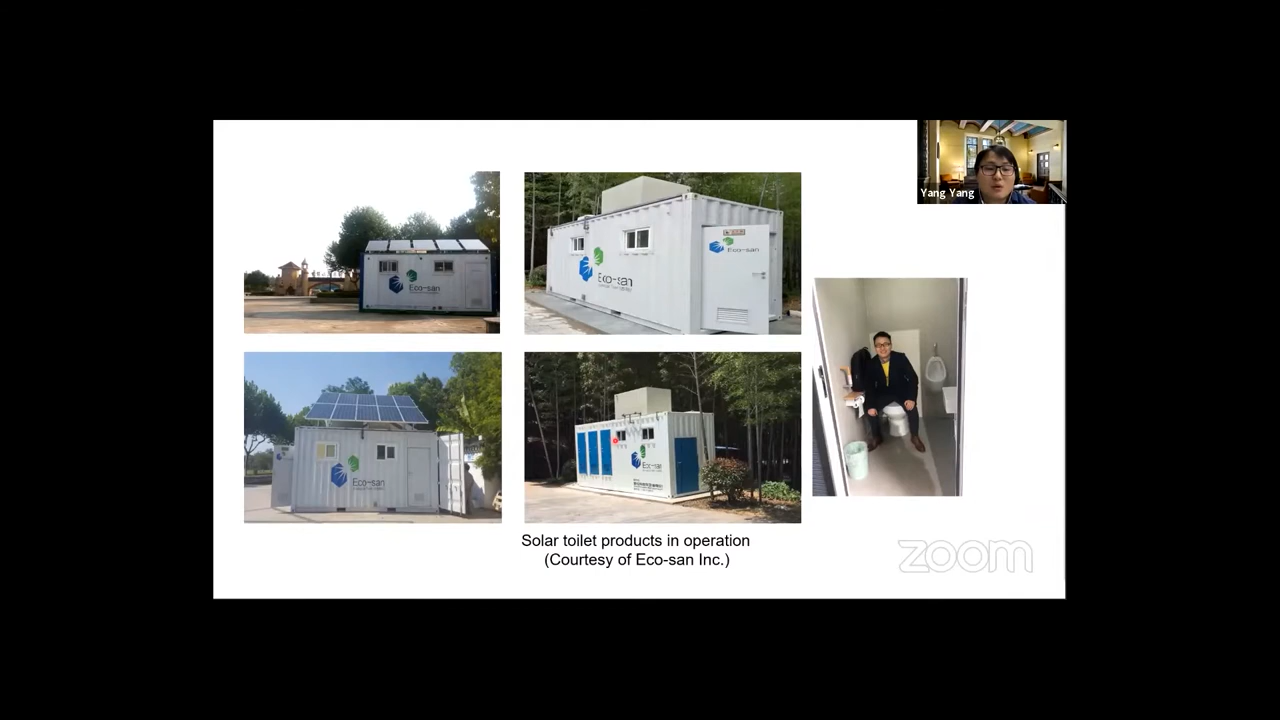 Yang Yang
Eco-san
Eco-san
Eco-san
Eco-san
Eco-san
Solar toilet products in operation
(Courtesy of Eco-san Inc.)
zoom